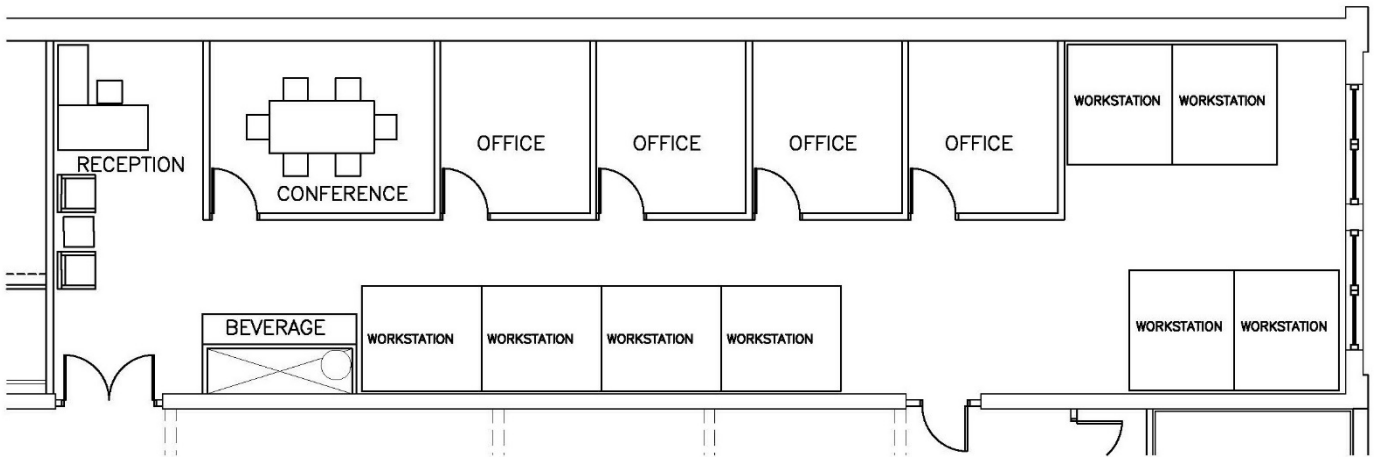 WORKSTATION WORKSTATION
OFFICE OFFICE OFFICE OFFICE
RECEPTION
CONFERENCE
BEVERAGE
WORKSTATION WORKSTATION WORKSTATION WORKSTATION
WORKSTATION WORKSTATION